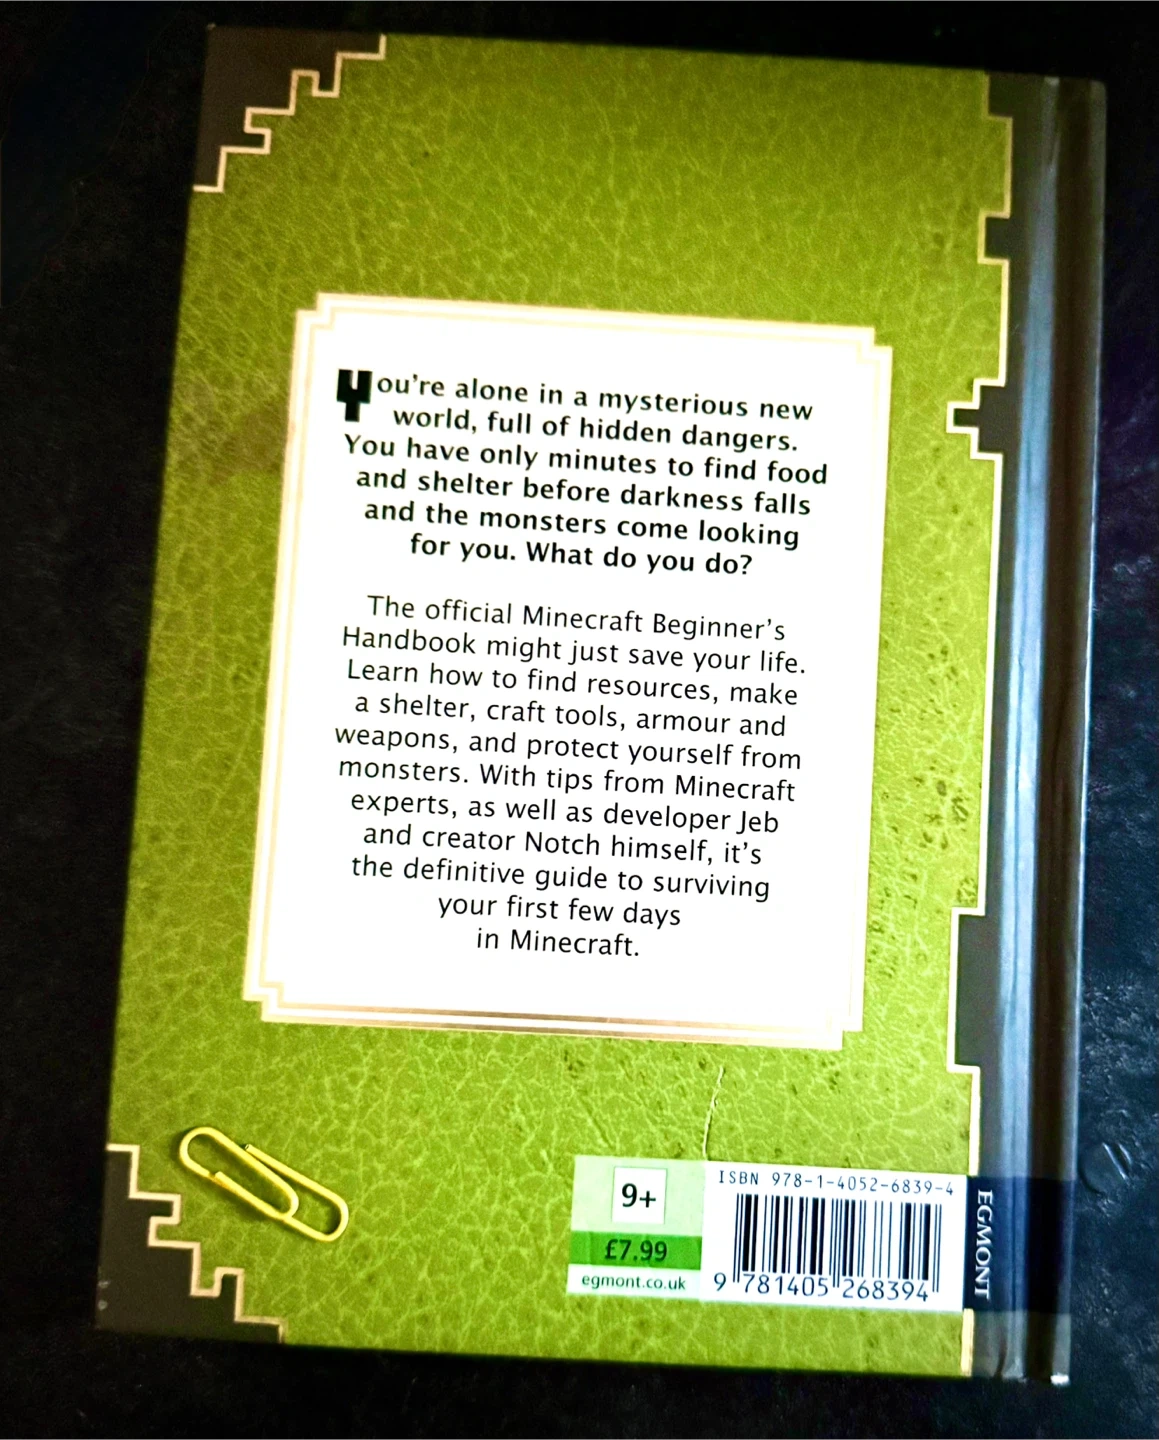 You're alone in a mysterious new
world, full of hidden dangers.
You have only minutes to find food
and shelter before darkness falls
and the monsters come looking
for you. What do you do?
The official Minecraft Beginner's
Handbook might just save your life.
Learn how to find resources, make
a shelter, craft tools, armour and
weapons, and protect yourself from
monsters. With tips from Minecraft
experts, as well as developer Jeb
and creator Notch himself, it's
the definitive guide to surviving
your first few days
in Minecraft.
9+
£7.99
egmont.co.uk
ISBN 978-1-4052-6839-4
9 781405 268394
EGMONT